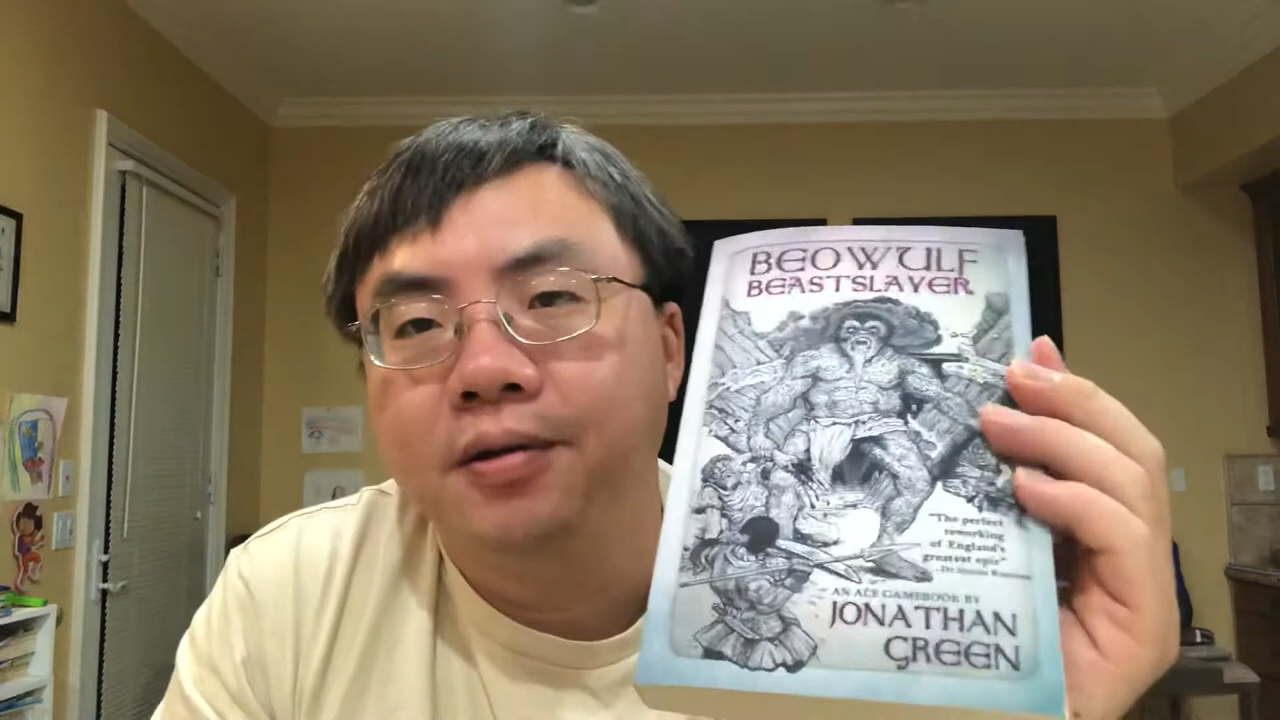 BEOWULF
BEASTSLAYER
"The perfect
reworking
of England's
greatest epic"
AN ACE GAMEBOOK BY
JONATHAN
GREEN